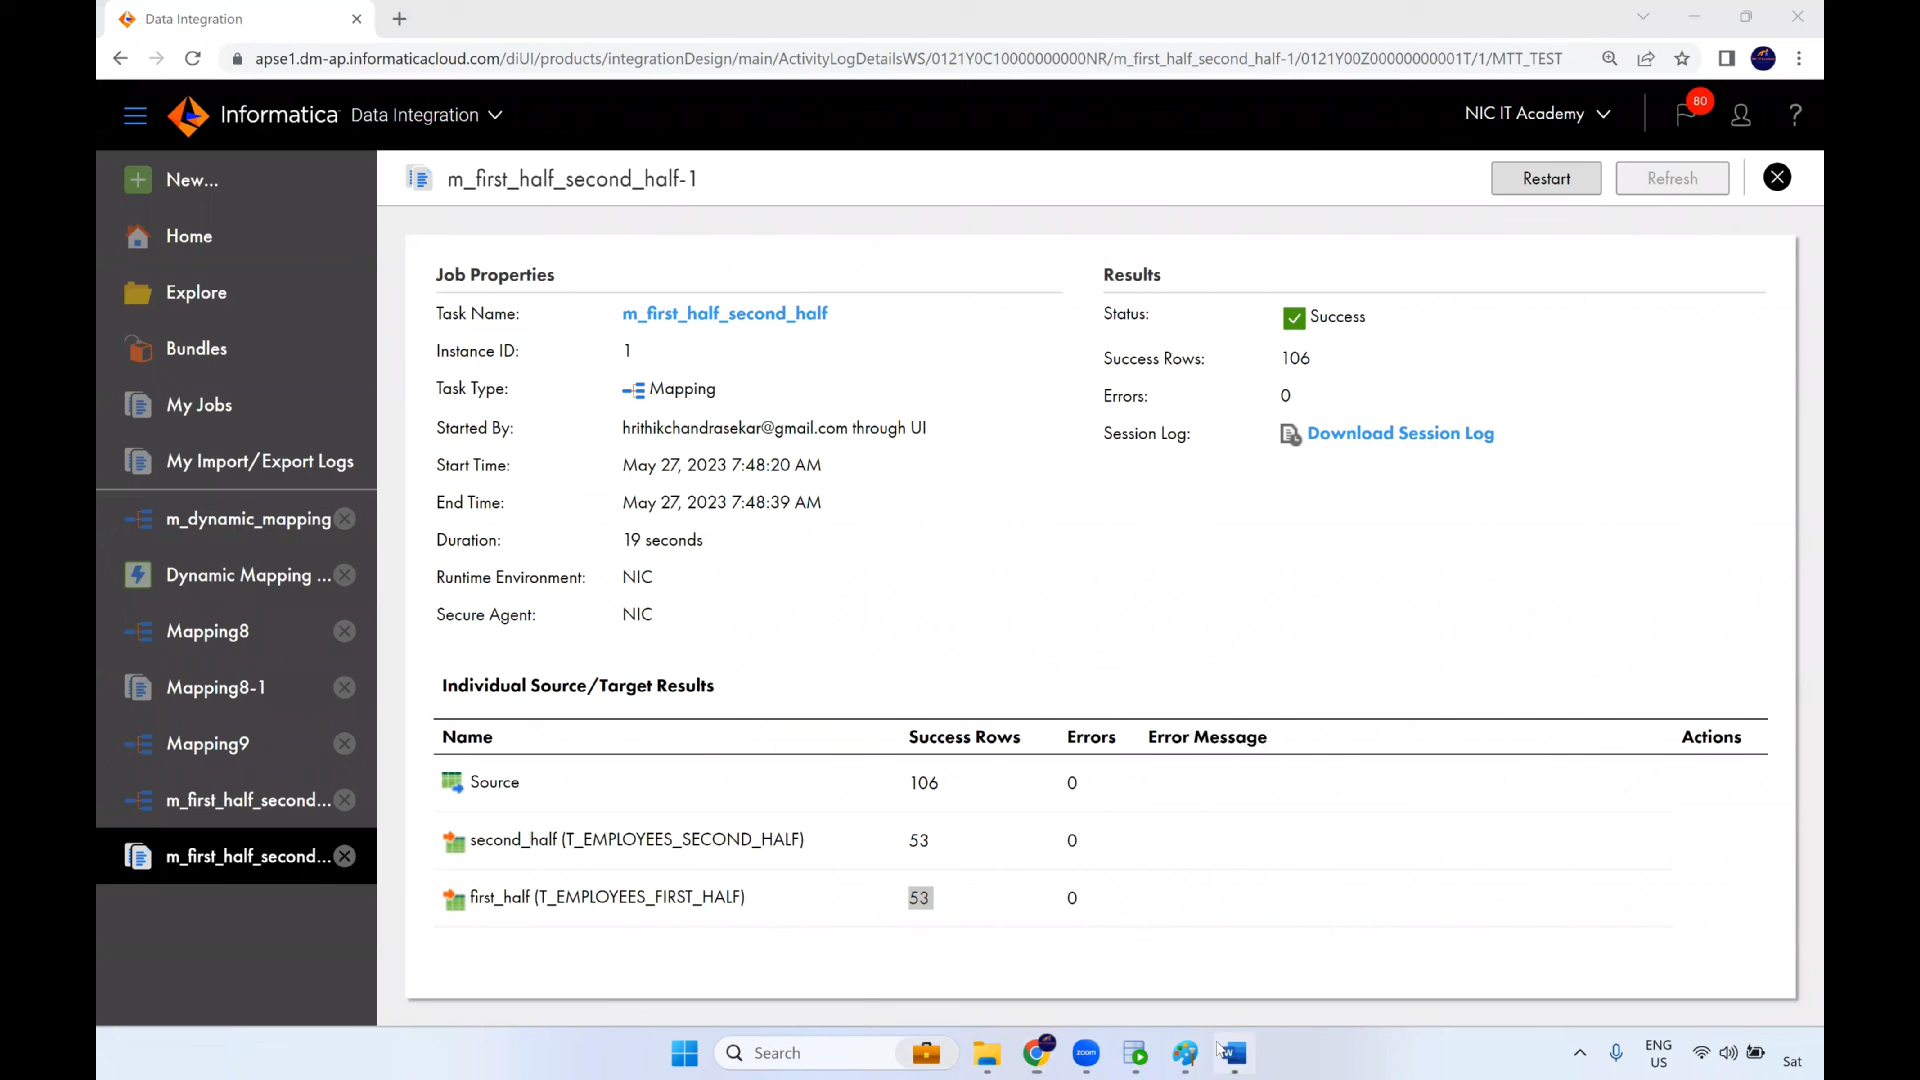 Data Integration
apse1.dm-ap.informaticacloud.com/diUI/products/integrationDesign/main/ActivityLogDetailsWS/0121Y0C10000000000NR/m_first_half_second_half-1/0121Y00Z00000000001T/1/MTT_TEST
Informatica Data Integration
NIC IT Academy
80
?
New...
Home
Explore
Bundles
My Jobs
My Import/Export Logs
m_dynamic_mapping
Dynamic Mapping ...
Mapping8
Mapping8-1
Mapping9
m_first_half_second...
m_first_half_second...
m_first_half_second_half-1
Restart
Refresh
Job Properties
Task Name: m_first_half_second_half
Instance ID: 1
Task Type: Mapping
Started By: hrithikchandrasekar@gmail.com through UI
Start Time: May 27, 2023 7:48:20 AM
End Time: May 27, 2023 7:48:39 AM
Duration: 19 seconds
Runtime Environment: NIC
Secure Agent: NIC
Results
Status: Success
Success Rows: 106
Errors: 0
Session Log: Download Session Log
Individual Source/Target Results
Name Success Rows Errors Error Message Actions
Source 106 0
second_half (T_EMPLOYEES_SECOND_HALF) 53 0
first_half (T_EMPLOYEES_FIRST_HALF) 53 0
Search
zoom
W
ENG
US
Sat